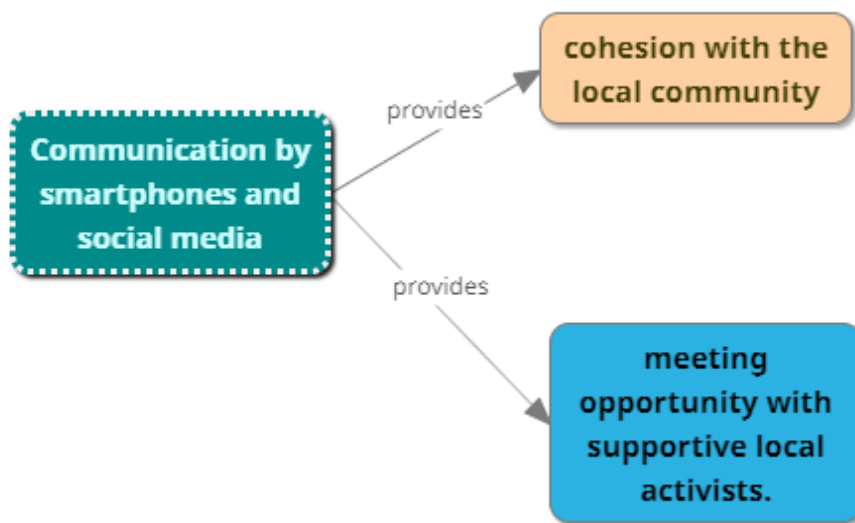 Communication by
smartphones and
social media
provides
cohesion with the
local community
provides
meeting
opportunity with
supportive local
activists.